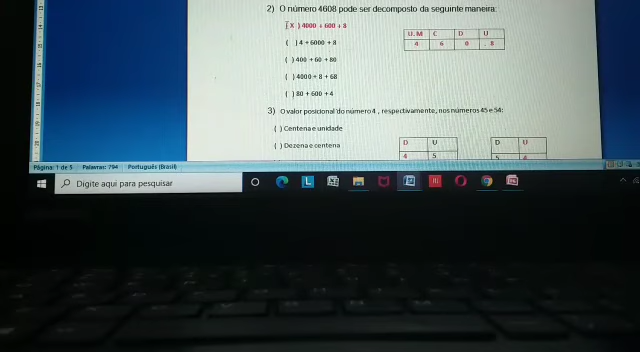 2) O número 4608 pode ser decomposto da seguinte maneira:
( X ) 4000 + 600 + 8
U.M C D U
4 6 0 8
( ) 4 + 6000 + 8
( ) 400 + 60 + 80
( ) 4000 + 8 + 68
( ) 80 + 600 + 4
3) O valor posicional do número 4 , respectivamente, nos números 45 e 54:
( ) Centena e unidade
( ) Dezena e centena
D U
4 5
D U
5 4
Página: 1 de 5 Palavras: 794 Português (Brasil)
Digite aqui para pesquisar